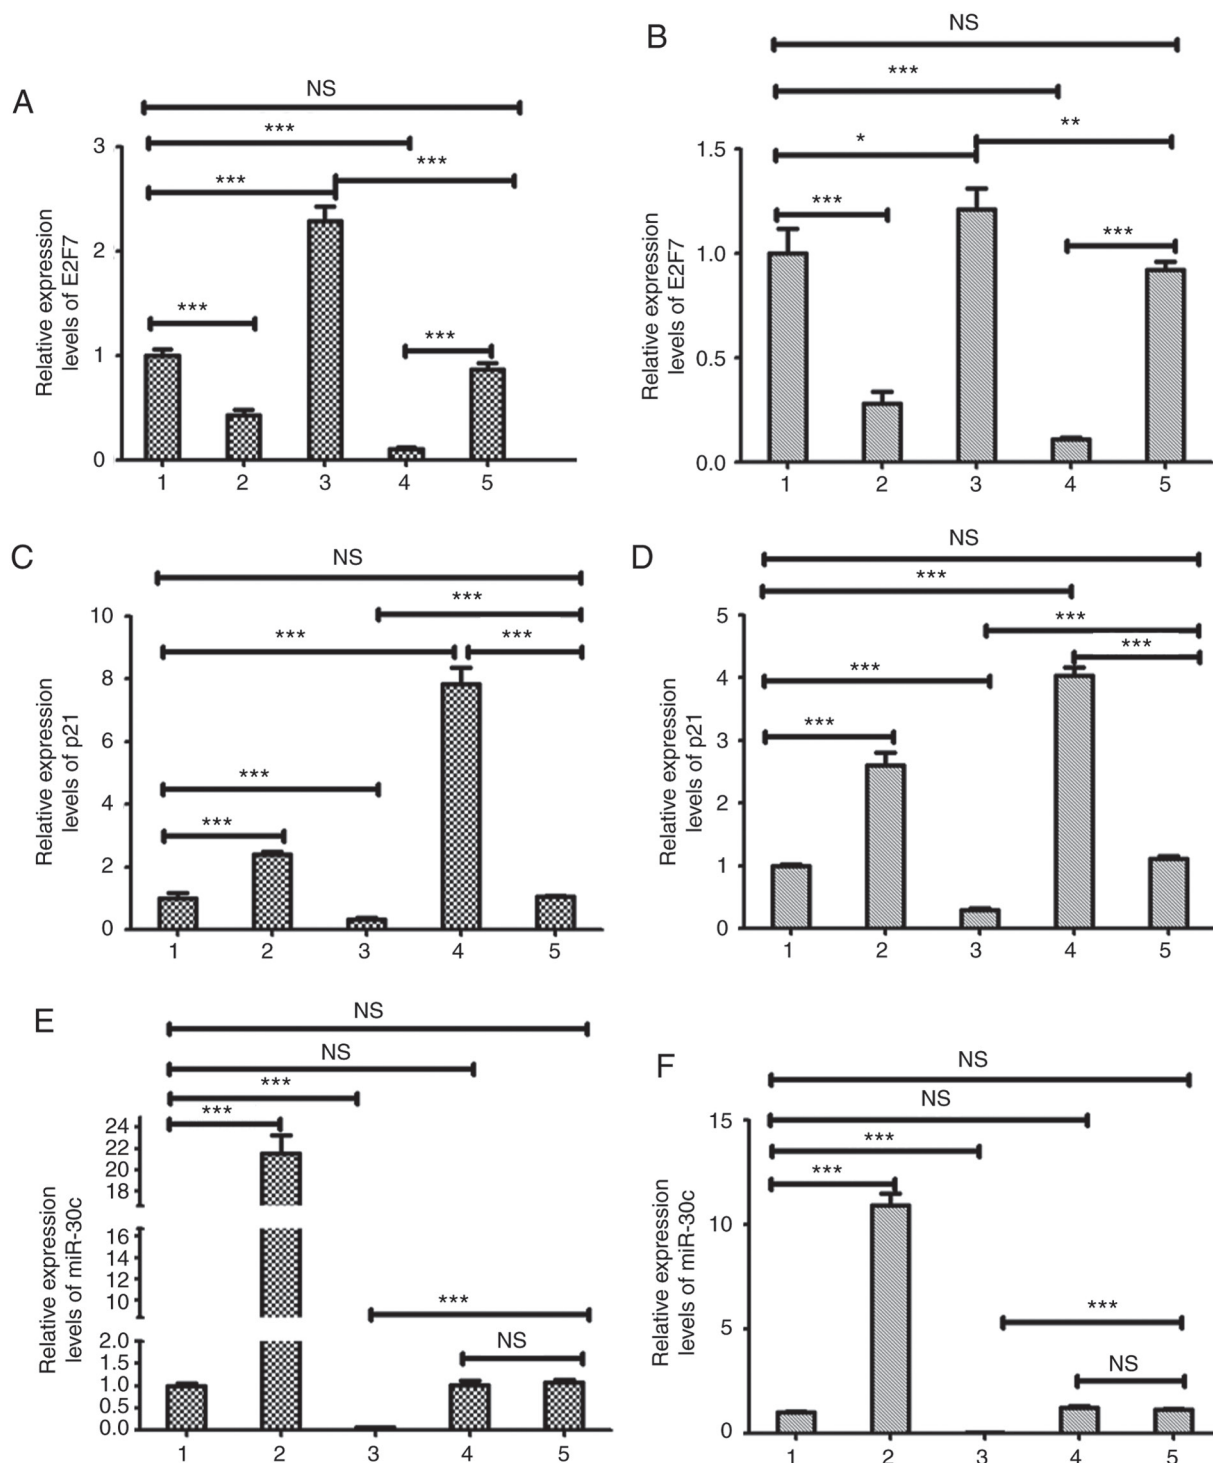 A
NS
***
***
***
***
***
3
2
1
0
Relative expression
levels of E2F7
1 2 3 4 5
B
NS
***
**
*
***
***
1.5
1.0
0.5
0.0
Relative expression
levels of E2F7
1 2 3 4 5
C
NS
***
*** ***
***
***
10
8
6
4
2
0
Relative expression
levels of p21
1 2 3 4 5
D
NS
***
***
***
***
***
5
4
3
2
1
0
Relative expression
levels of p21
1 2 3 4 5
E
NS
NS
***
***
***
NS
24
22
20
18
16
14
12
10
2.0
1.5
1.0
0.5
0.0
Relative expression
levels of miR-30c
1 2 3 4 5
F
NS
NS
***
***
***
NS
15
10
5
0
Relative expression
levels of miR-30c
1 2 3 4 5